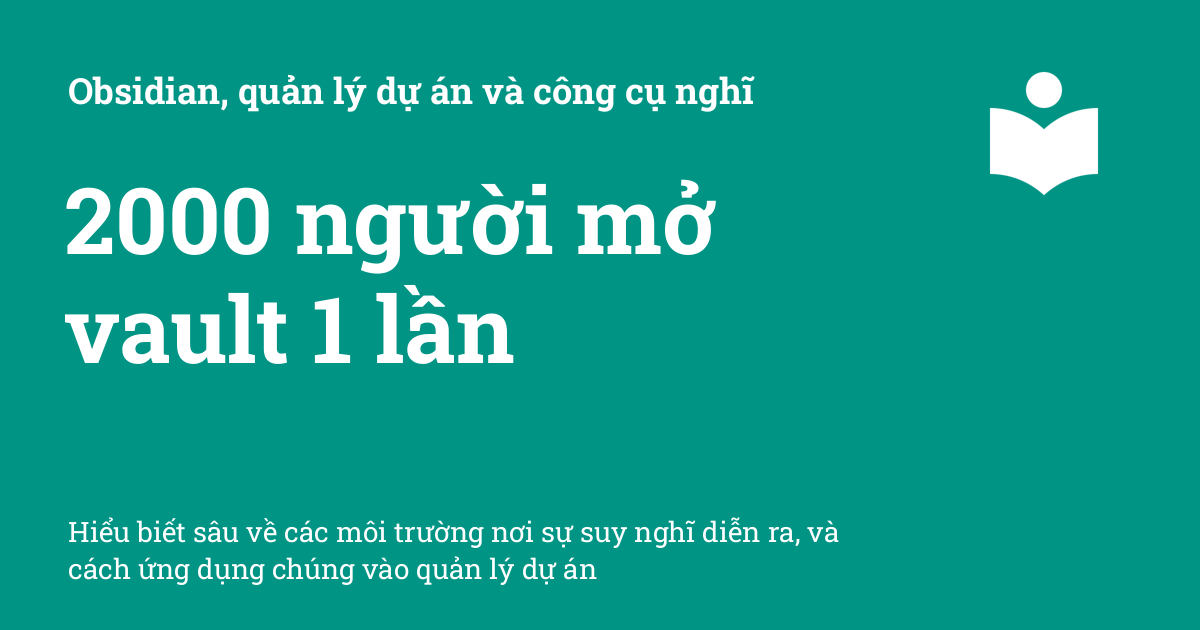 Obsidian, quản lý dự án và công cụ nghĩ
2000 người mở
vault 1 lần
Hiểu biết sâu về các môi trường nơi sự suy nghĩ diễn ra, và
cách ứng dụng chúng vào quản lý dự án